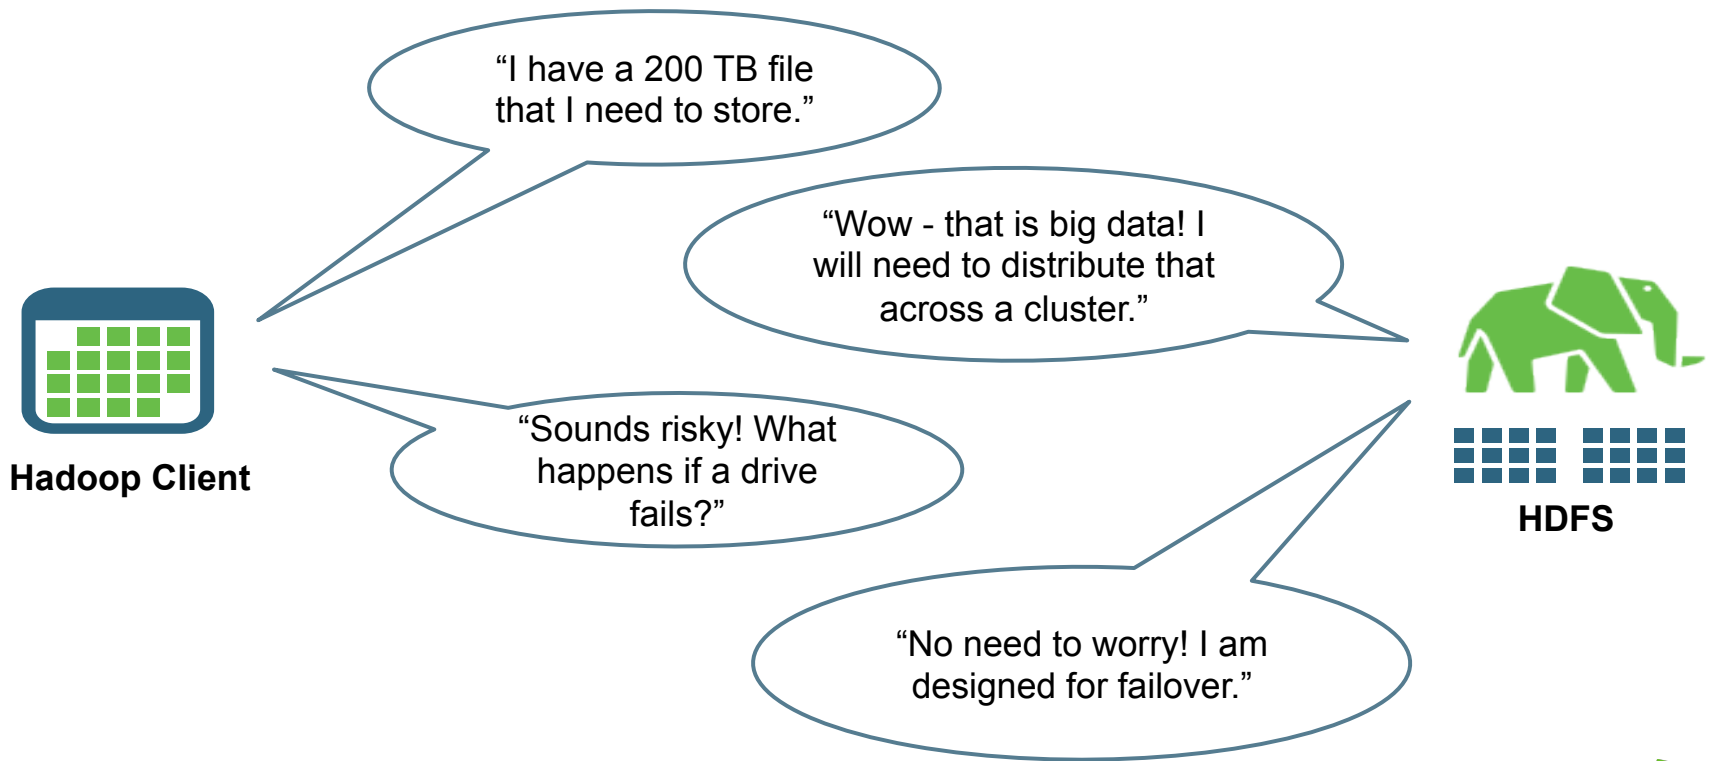 “I have a 200 TB file
that I need to store.”
“Wow - that is big data! I
will need to distribute that
across a cluster.”
“Sounds risky! What
happens if a drive
fails?”
Hadoop Client
HDFS
“No need to worry! I am
designed for failover.”